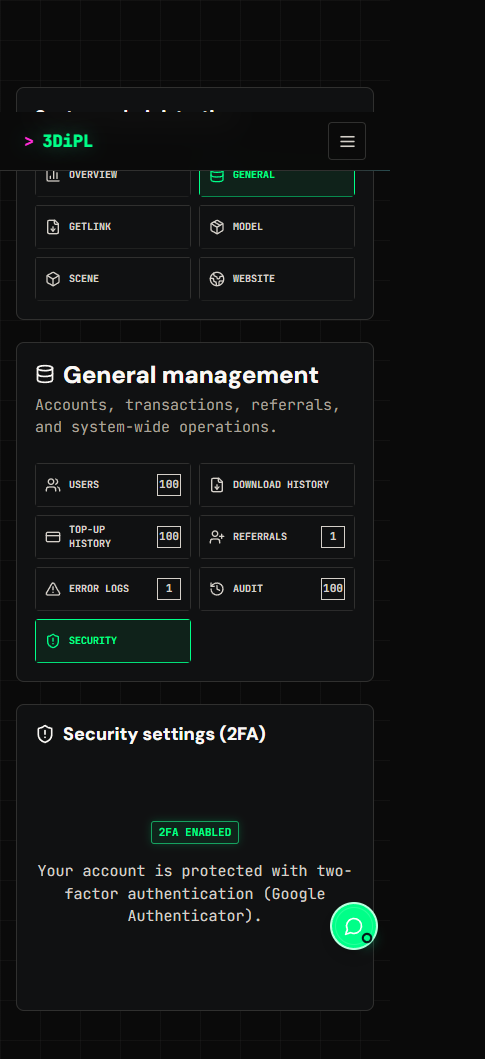 > 3DiPL
OVERVIEW
GENERAL
GETLINK
MODEL
SCENE
WEBSITE
General management
Accounts, transactions, referrals,
and system-wide operations.
USERS 100
DOWNLOAD HISTORY
TOP-UP
HISTORY 100
REFERRALS 1
ERROR LOGS 1
AUDIT 100
SECURITY
Security settings (2FA)
2FA ENABLED
Your account is protected with two-
factor authentication (Google
Authenticator).